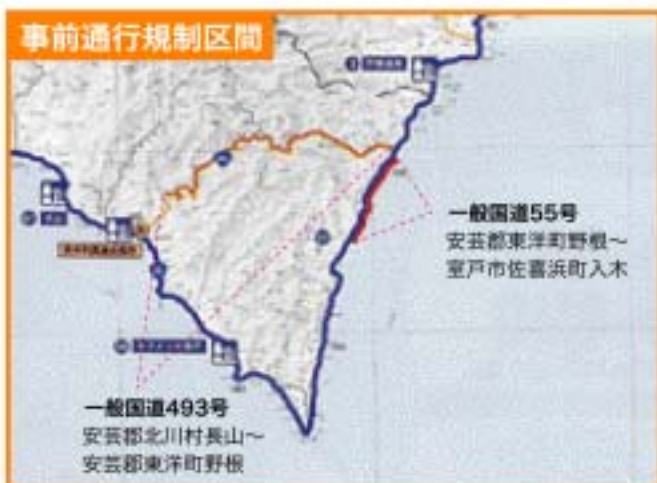 事前通行規制区間
一般国道55号
安芸郡東洋町野根～
室戸市佐喜浜町入木
一般国道493号
安芸郡北川村長山～
安芸郡東洋町野根